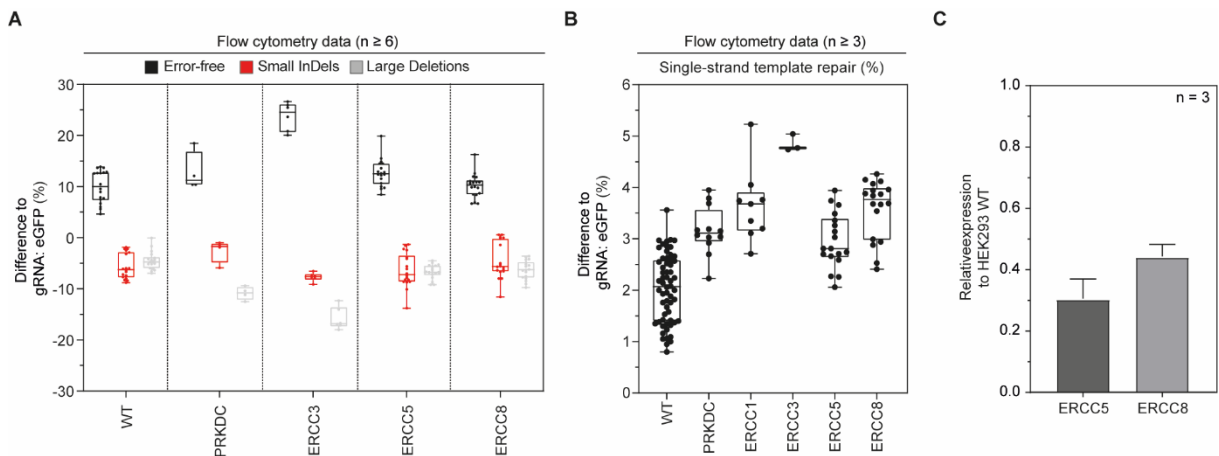 A
Flow cytometry data (n ≥ 6)
Error-free
Small InDels
Large Deletions
Difference to
gRNA: eGFP (%)
30
20
10
0
-10
-20
-30
WT
PRKDC
ERCC3
ERCC5
ERCC8
B
Flow cytometry data (n ≥ 3)
Single-strand template repair (%)
Difference to
gRNA: eGFP (%)
6
5
4
3
2
1
0
WT
PRKDC
ERCC1
ERCC3
ERCC5
ERCC8
C
n = 3
Relativeexpression
to HEK293 WT
1.0
0.8
0.6
0.4
0.2
0.0
ERCC5
ERCC8